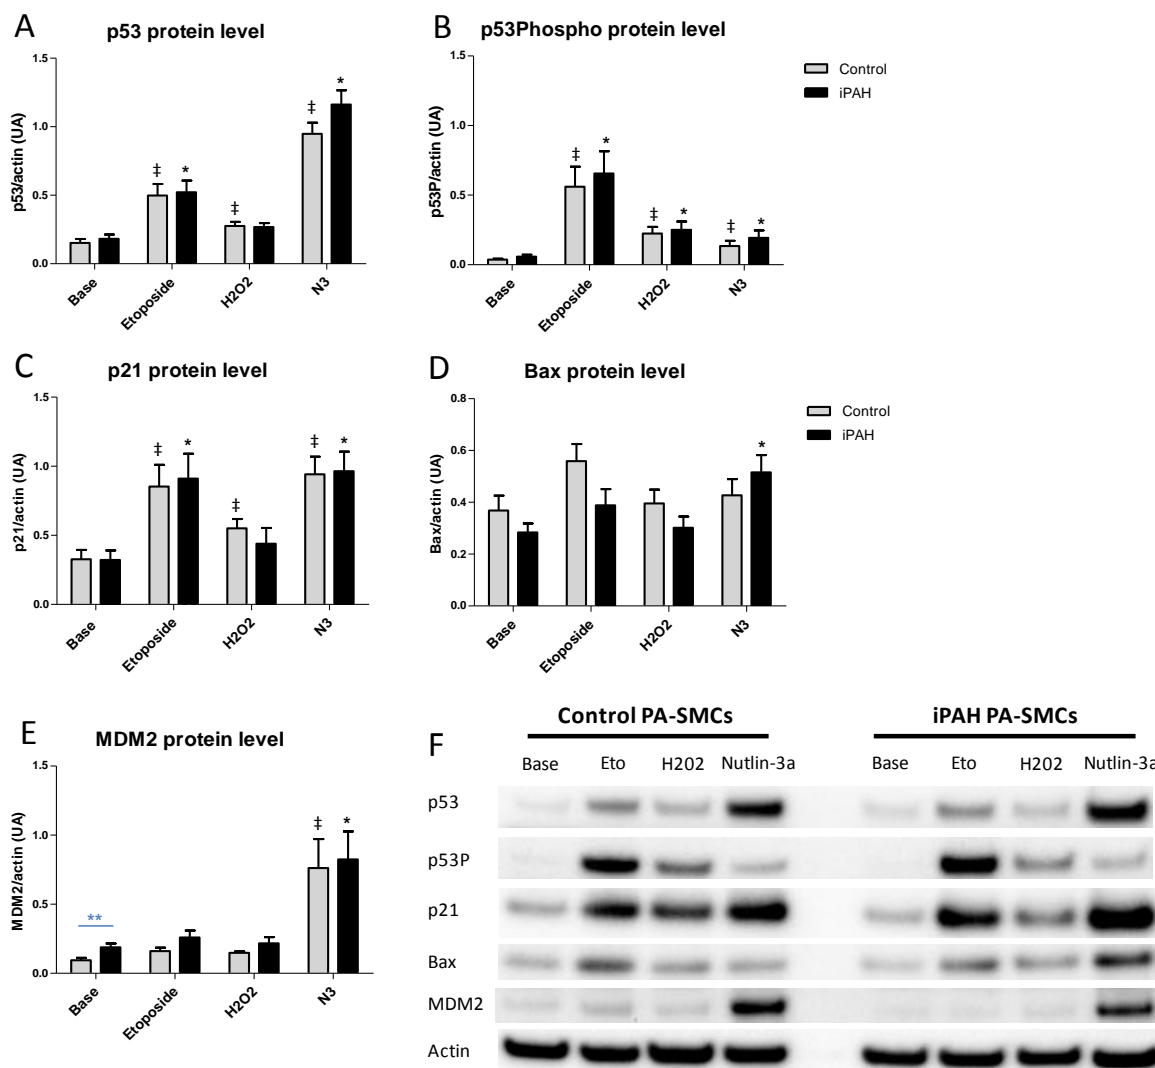 A
p53 protein level
1.5
1.0
0.5
0.0
p53/actin (UA)
‡
*
‡
‡
*
Base
Etoposide
H2O2
N3
B
p53Phospho protein level
1.5
1.0
0.5
0.0
p53P/actin (UA)
‡
*
‡
*
‡
*
Base
Etoposide
H2O2
N3
Control
iPAH
C
p21 protein level
1.5
1.0
0.5
0.0
p21/actin (UA)
‡
*
‡
‡
*
Base
Etoposide
H2O2
N3
D
Bax protein level
0.8
0.6
0.4
0.2
0.0
Bax/actin (UA)
*
Base
Etoposide
H2O2
N3
Control
iPAH
E
MDM2 protein level
1.5
1.0
0.5
0.0
MDM2/actin (UA)
**
‡
*
Base
Etoposide
H2O2
N3
F
Control PA-SMCs
iPAH PA-SMCs
Base Eto H202 Nutlin-3a
Base Eto H202 Nutlin-3a
p53
p53P
p21
Bax
MDM2
Actin